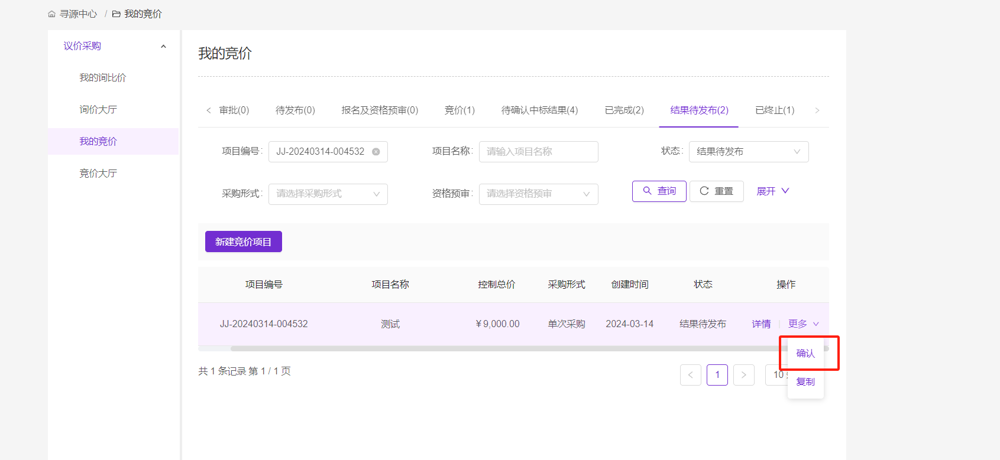 寻源中心 / 我的竞价
议价采购
我的询比价
询价大厅
我的竞价
竞价大厅
我的竞价
审批(0) 待发布(0) 报名及资格预审(0) 竞价(1) 待确认中标结果(4) 已完成(2) 结果待发布(2) 已终止(1)
项目编号: JJ-20240314-004532 项目名称: 请输入项目名称 状态: 结果待发布
采购形式: 请选择采购形式 资格预审: 请选择资格预审 查询 重置 展开
新建竞价项目
项目编号 项目名称 控制总价 采购形式 创建时间 状态 操作
JJ-20240314-004532 测试 ¥9,000.00 单次采购 2024-03-14 结果待发布 详情 更多
确认
复制
共 1 条记录 第 1 / 1 页 1 10